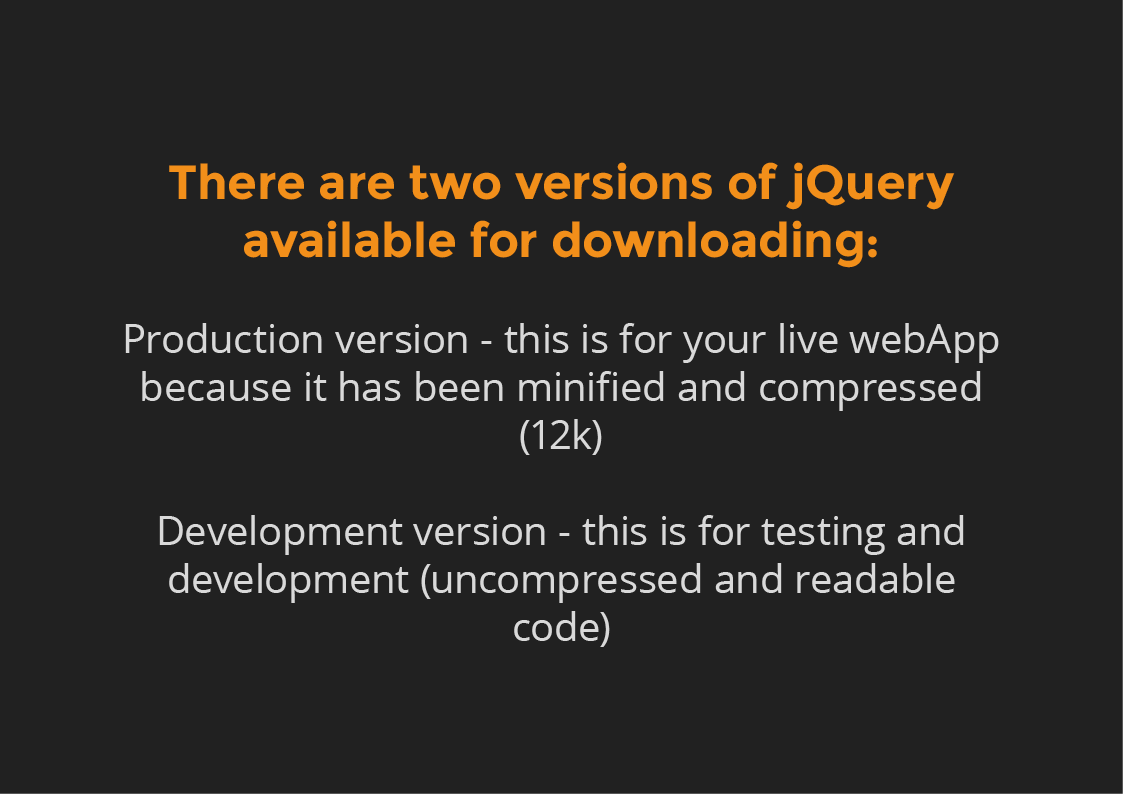 There are two versions of jQuery
available for downloading:
Production version - this is for your live webApp
because it has been minified and compressed
(12k)
Development version - this is for testing and
development (uncompressed and readable
code)